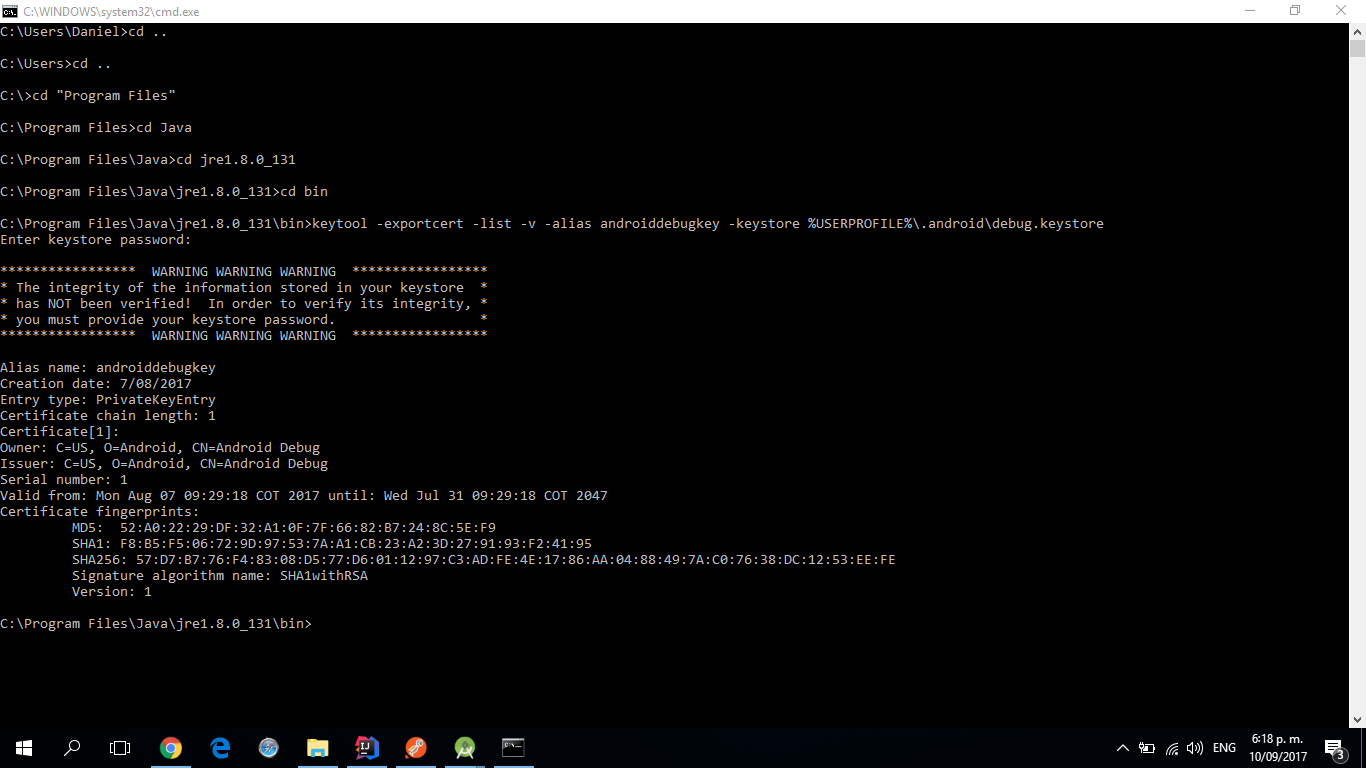 C:\WINDOWS\system32\cmd.exe
C:\Users\Daniel>cd ..
C:\Users>cd ..
C:\>cd "Program Files"
C:\Program Files>cd Java
C:\Program Files\Java>cd jre1.8.0_131
C:\Program Files\Java\jre1.8.0_131>cd bin
C:\Program Files\Java\jre1.8.0_131\bin>keytool -exportcert -list -v -alias androiddebugkey -keystore %USERPROFILE%\.android\debug.keystore
Enter keystore password:
*****************  WARNING WARNING WARNING  *****************
* The integrity of the information stored in your keystore  *
* has NOT been verified!  In order to verify its integrity, *
* you must provide your keystore password.                  *
*****************  WARNING WARNING WARNING  *****************
Alias name: androiddebugkey
Creation date: 7/08/2017
Entry type: PrivateKeyEntry
Certificate chain length: 1
Certificate[1]:
Owner: C=US, O=Android, CN=Android Debug
Issuer: C=US, O=Android, CN=Android Debug
Serial number: 1
Valid from: Mon Aug 07 09:29:18 COT 2017 until: Wed Jul 31 09:29:18 COT 2047
Certificate fingerprints:
MD5:  52:A0:22:29:DF:32:A1:0F:7F:66:82:B7:24:8C:5E:F9
SHA1: F8:B5:F5:06:72:9D:97:53:7A:A1:CB:23:A2:3D:27:91:93:F2:41:95
SHA256: 57:D7:B7:76:F4:83:08:D5:77:D6:01:12:97:C3:AD:FE:4E:17:86:AA:04:88:49:7A:C0:76:38:DC:12:53:EE:FE
Signature algorithm name: SHA1withRSA
Version: 1
C:\Program Files\Java\jre1.8.0_131\bin>
ENG
6:18 p. m.
10/09/2017
3